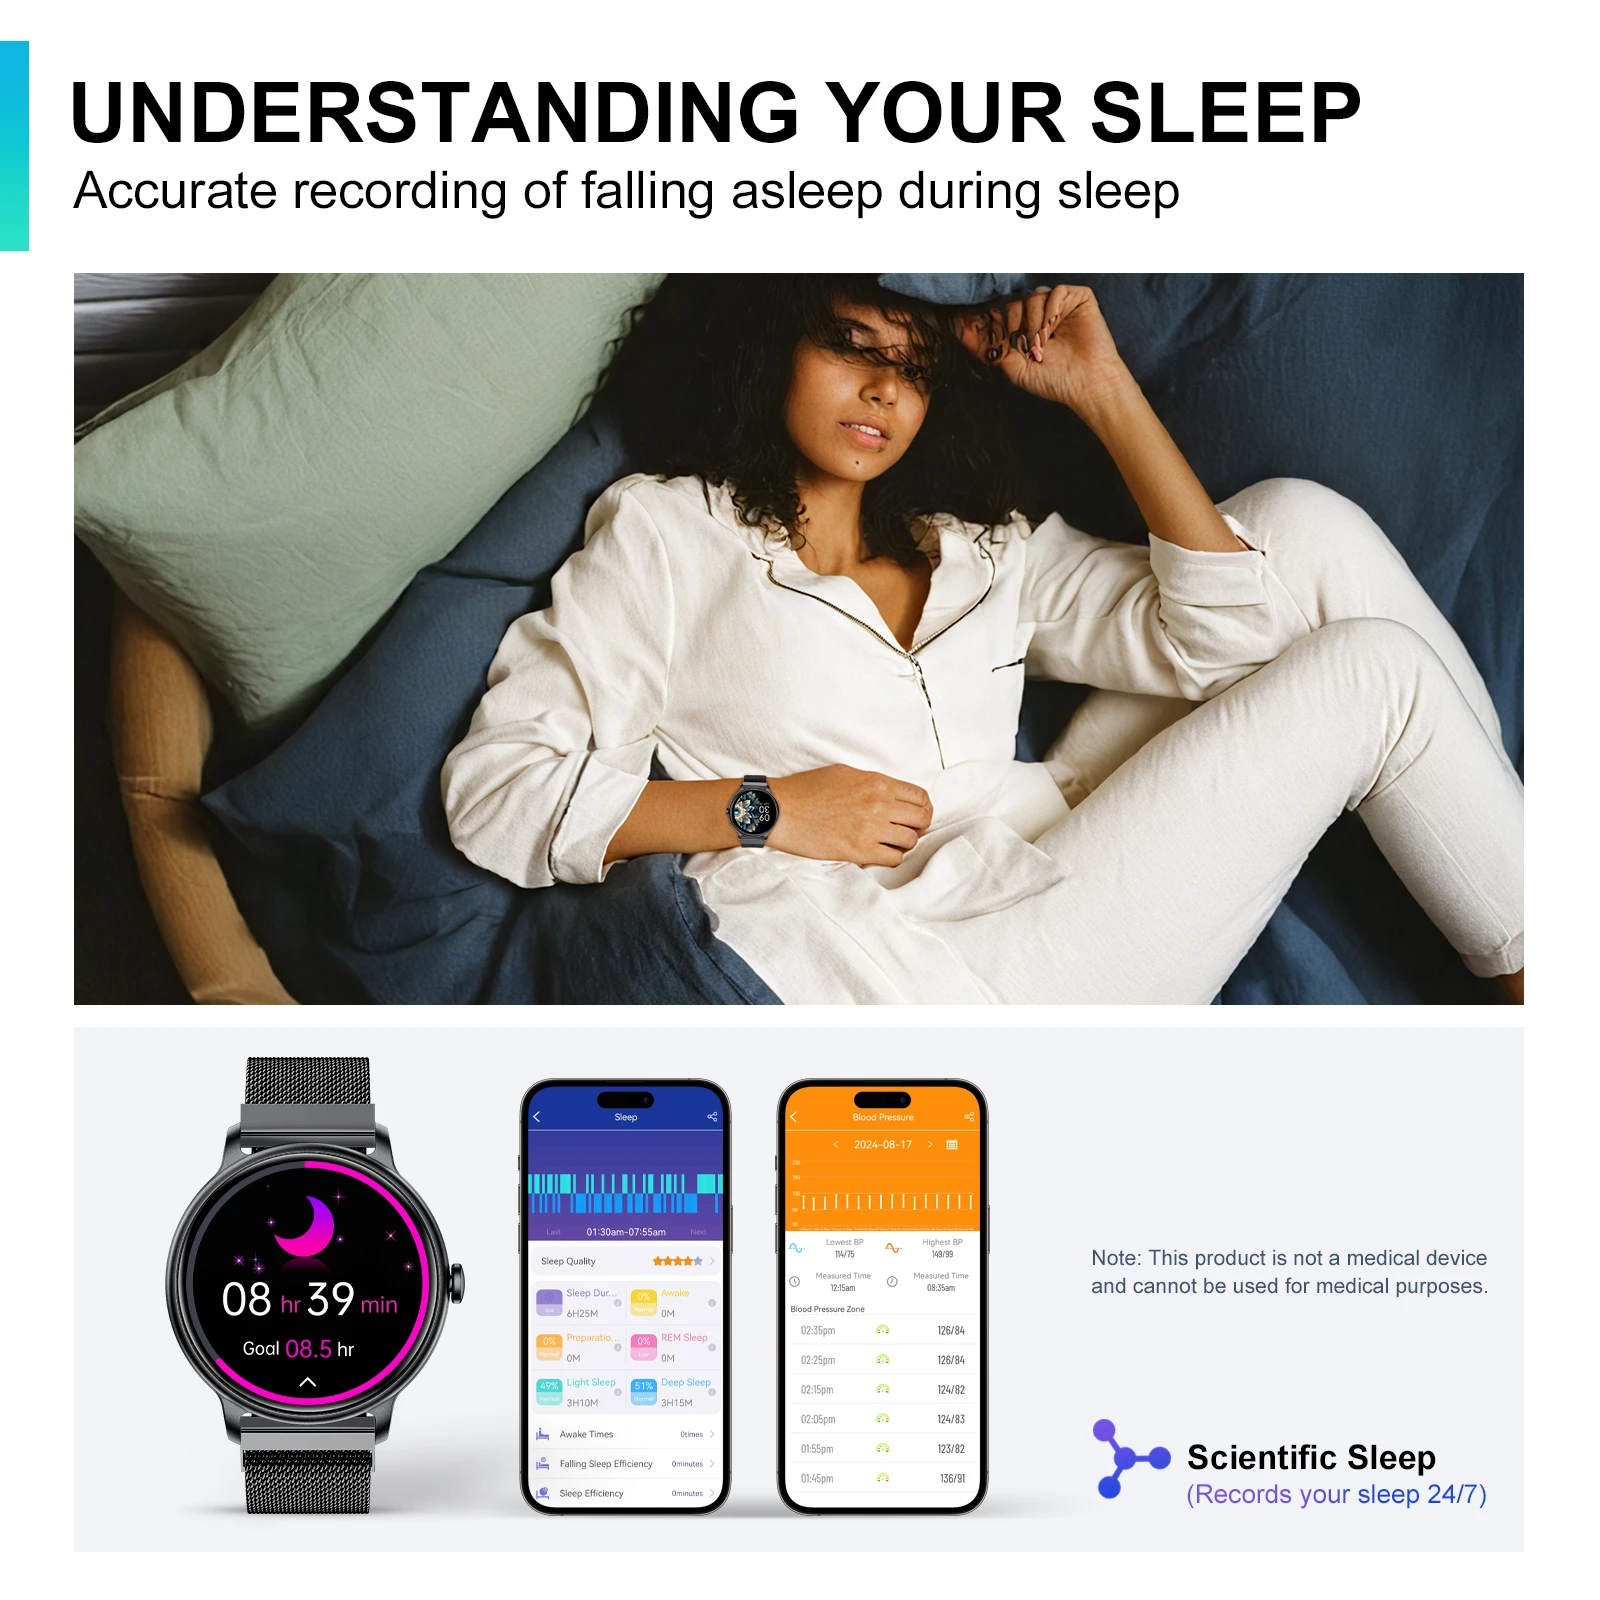 UNDERSTANDING YOUR SLEEP
Accurate recording of falling asleep during sleep
08 hr 39 min
Goal 08.5 hr
Sleep
Last 01:30am-07:55am Next
Sleep Quality
Sleep Dur...
6H25M
0% Awake
Normal 0M
0% Preparatio...
Normal 0M
0% REM Sleep
Low 0M
49% Light Sleep
Normal 3H10M
51% Deep Sleep
Normal 3H15M
Awake Times 0times
Falling Sleep Efficiency 0minutes
Sleep Efficiency 0minutes
Blood Pressure
2024-08-17
Lowest BP
114/75
Highest BP
149/99
Measured Time
12:15am
Measured Time
08:35am
Blood Pressure Zone
02:35pm 126/84
02:25pm 126/84
02:15pm 124/82
02:05pm 124/83
01:55pm 123/82
01:45pm 136/91
Note: This product is not a medical device
and cannot be used for medical purposes.
Scientific Sleep
(Records your sleep 24/7)